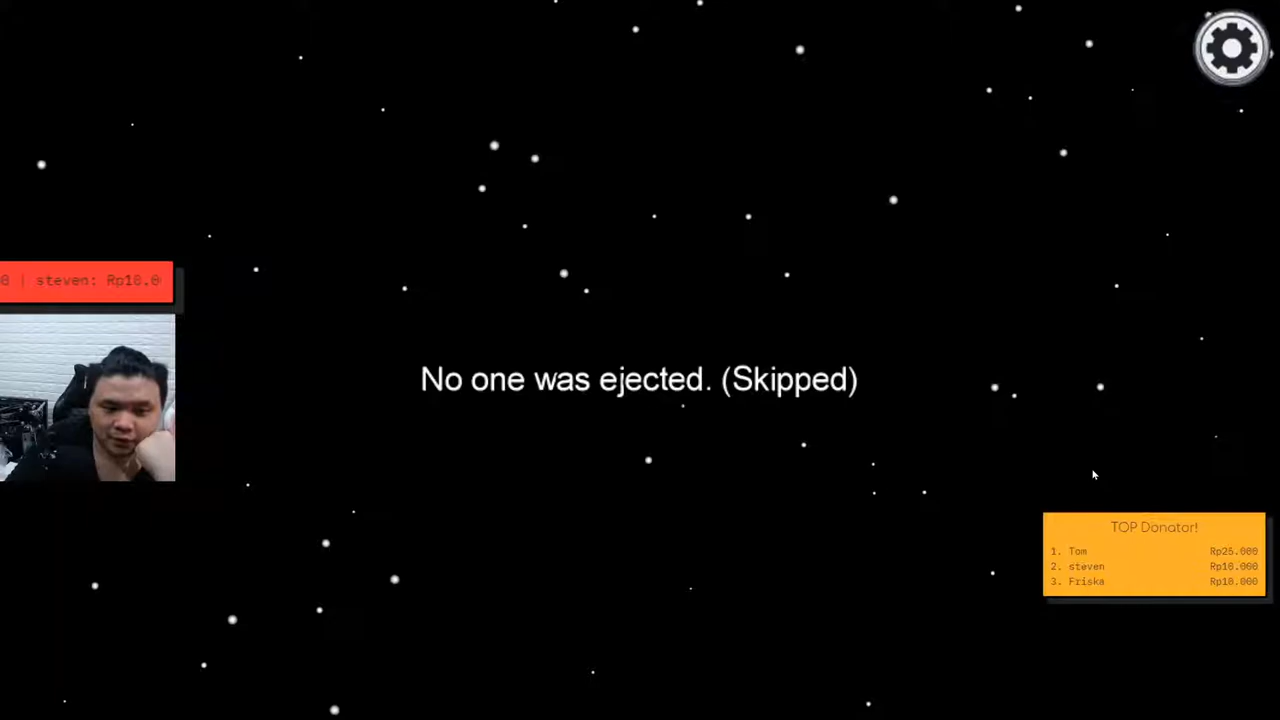 0 | steven: Rp10.0
No one was ejected. (Skipped)
TOP Donator!
1. Tom Rp25.000
2. steven Rp10.000
3. Friska Rp10.000